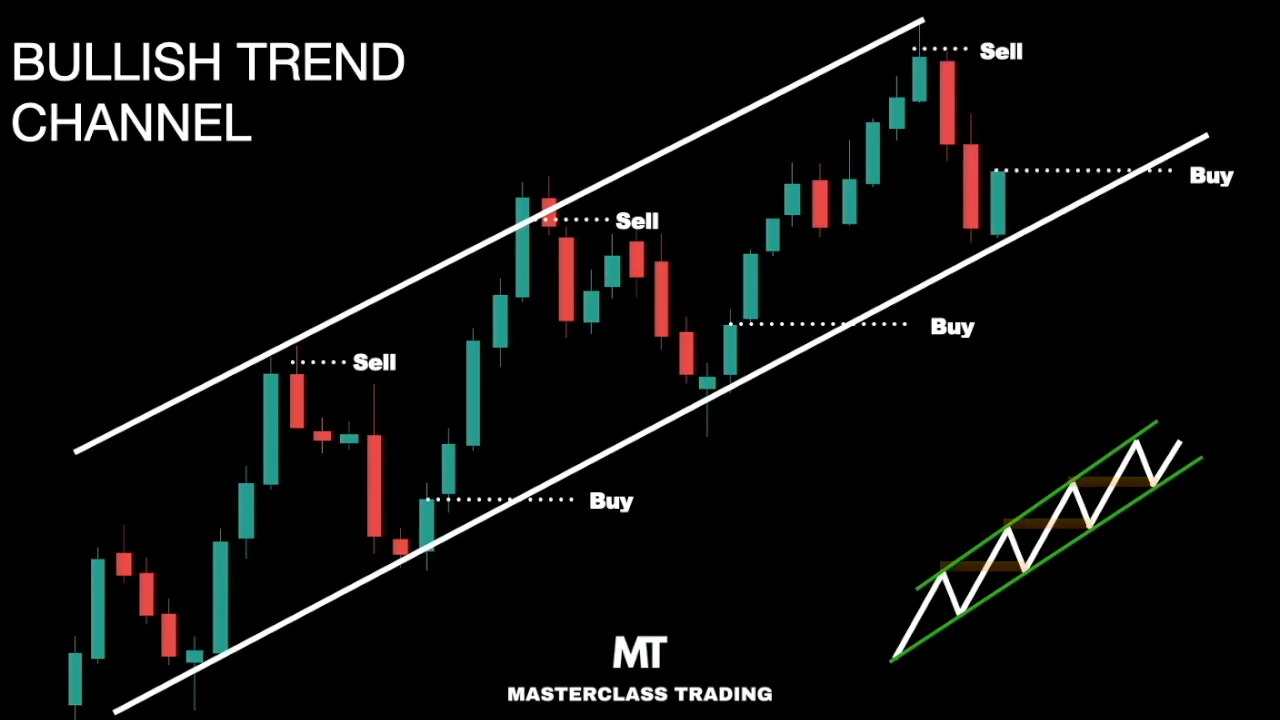 BULLISH TREND
CHANNEL
Sell
Buy
Sell
Sell
Buy
Buy
MT
MASTERCLASS TRADING